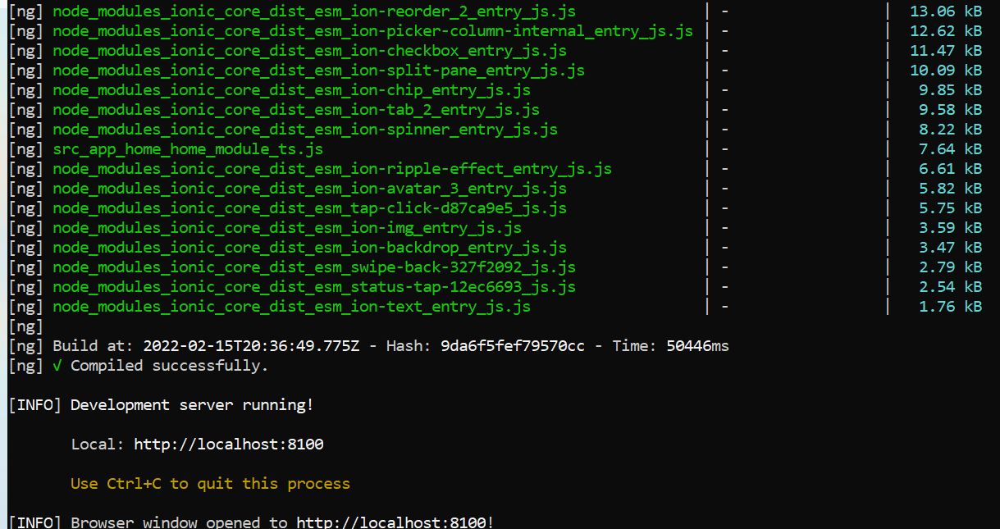 [ng] node_modules_ionic_core_dist_esm_ion-reorder_2_entry_js.js | - | 13.06 kB
[ng] node_modules_ionic_core_dist_esm_ion-picker-column-internal_entry_js.js | - | 12.62 kB
[ng] node_modules_ionic_core_dist_esm_ion-checkbox_entry_js.js | - | 11.47 kB
[ng] node_modules_ionic_core_dist_esm_ion-split-pane_entry_js.js | - | 10.09 kB
[ng] node_modules_ionic_core_dist_esm_ion-chip_entry_js.js | - | 9.85 kB
[ng] node_modules_ionic_core_dist_esm_ion-tab_2_entry_js.js | - | 9.58 kB
[ng] node_modules_ionic_core_dist_esm_ion-spinner_entry_js.js | - | 8.22 kB
[ng] src_app_home_home_module_ts.js | - | 7.64 kB
[ng] node_modules_ionic_core_dist_esm_ion-ripple-effect_entry_js.js | - | 6.61 kB
[ng] node_modules_ionic_core_dist_esm_ion-avatar_3_entry_js.js | - | 5.82 kB
[ng] node_modules_ionic_core_dist_esm_tap-click-d87ca9e5_js.js | - | 5.75 kB
[ng] node_modules_ionic_core_dist_esm_ion-img_entry_js.js | - | 3.59 kB
[ng] node_modules_ionic_core_dist_esm_ion-backdrop_entry_js.js | - | 3.47 kB
[ng] node_modules_ionic_core_dist_esm_swipe-back-327f2092_js.js | - | 2.79 kB
[ng] node_modules_ionic_core_dist_esm_status-tap-12ec6693_js.js | - | 2.54 kB
[ng] node_modules_ionic_core_dist_esm_ion-text_entry_js.js | - | 1.76 kB
[ng]
[ng] Build at: 2022-02-15T20:36:49.775Z - Hash: 9da6f5fef79570cc - Time: 50446ms
[ng] √ Compiled successfully.
[INFO] Development server running!
Local: http://localhost:8100
Use Ctrl+C to quit this process
[INFO] Browser window opened to http://localhost:8100!